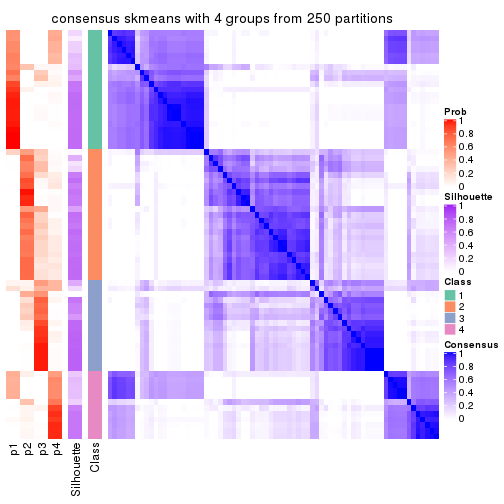 consensus skmeans with 4 groups from 250 partitions
Prob
1
0.8
0.6
0.4
0.2
0
Silhouette
1
0.8
0.6
0.4
0.2
0
Class
1
2
3
4
Consensus
1
0.8
0.6
0.4
0.2
0
p1
p2
p3
p4
Silhouette
Class